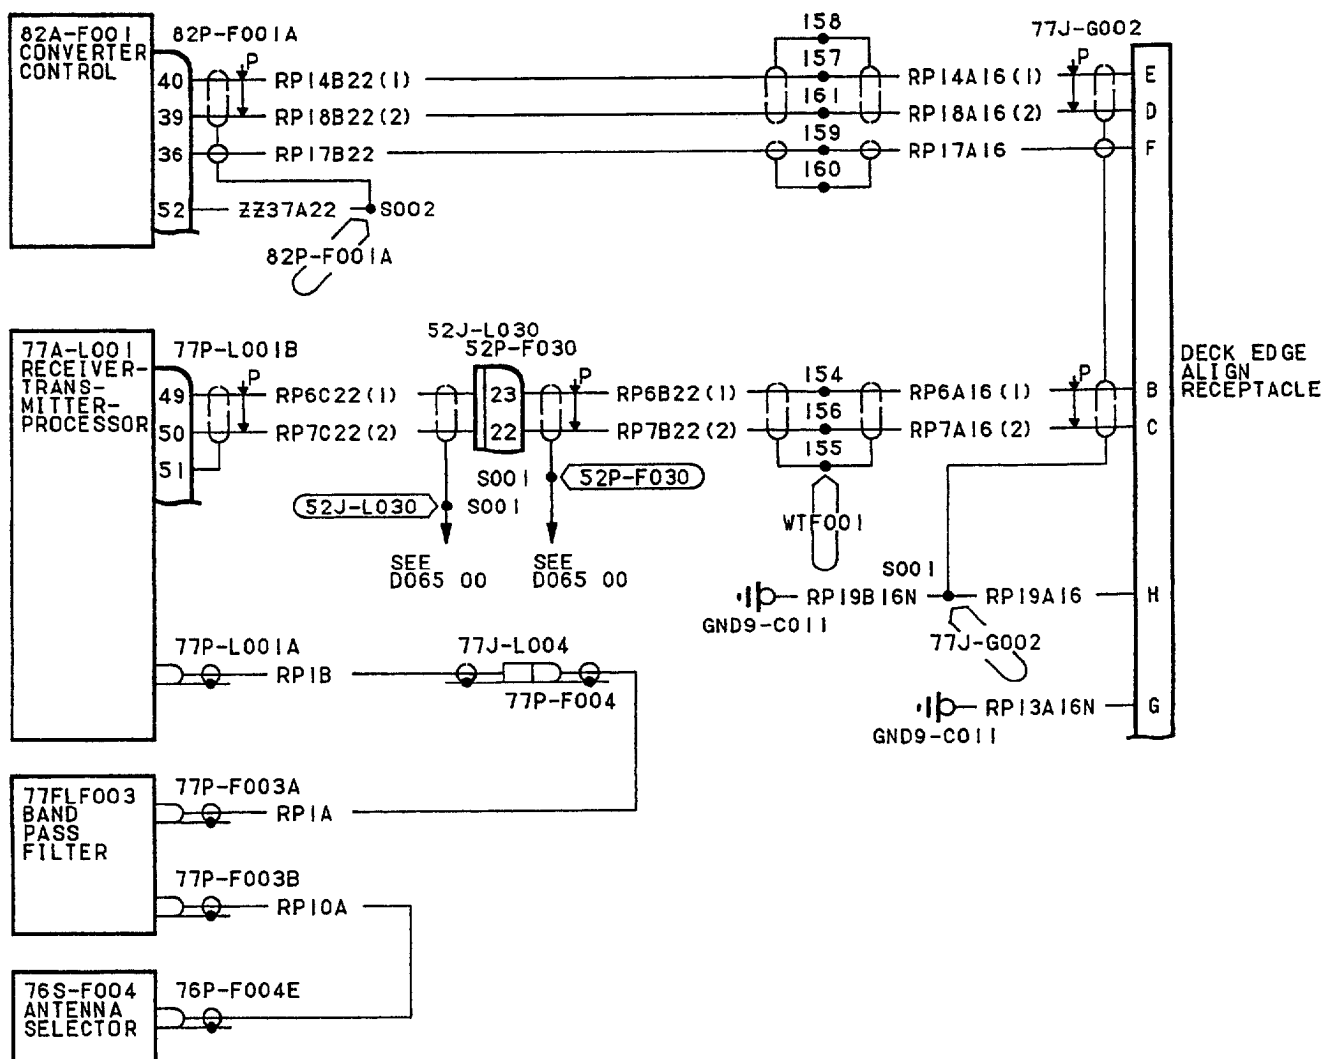 82A-F001
CONVERTER
CONTROL
82P-F001A
158
77J-G002
40
P
RP14B22(1)
157
RP14A16(1)
P
E
39
RP18B22(2)
161
RP18A16(2)
D
36
RP17B22
159
RP17A16
F
160
52
ZZ37A22
S002
82P-F001A
77A-L001
RECEIVER-
TRANS-
MITTER-
PROCESSOR
77P-L001B
52J-L030
52P-F030
DECK EDGE
ALIGN
RECEPTACLE
49
P
RP6C22(1)
23
P
RP6B22(1)
154
RP6A16(1)
P
B
50
RP7C22(2)
22
RP7B22(2)
156
RP7A16(2)
C
51
155
S001
52P-F030
52J-L030
S001
WTF001
SEE
D065 00
SEE
D065 00
S001
RP19B16N
RP19A16
H
GND9-C011
77J-G002
77P-L001A
77J-L004
RP1B
77P-F004
RP13A16N
G
GND9-C011
77FLF003
BAND
PASS
FILTER
77P-F003A
RP1A
77P-F003B
RP10A
76S-F004
ANTENNA
SELECTOR
76P-F004E